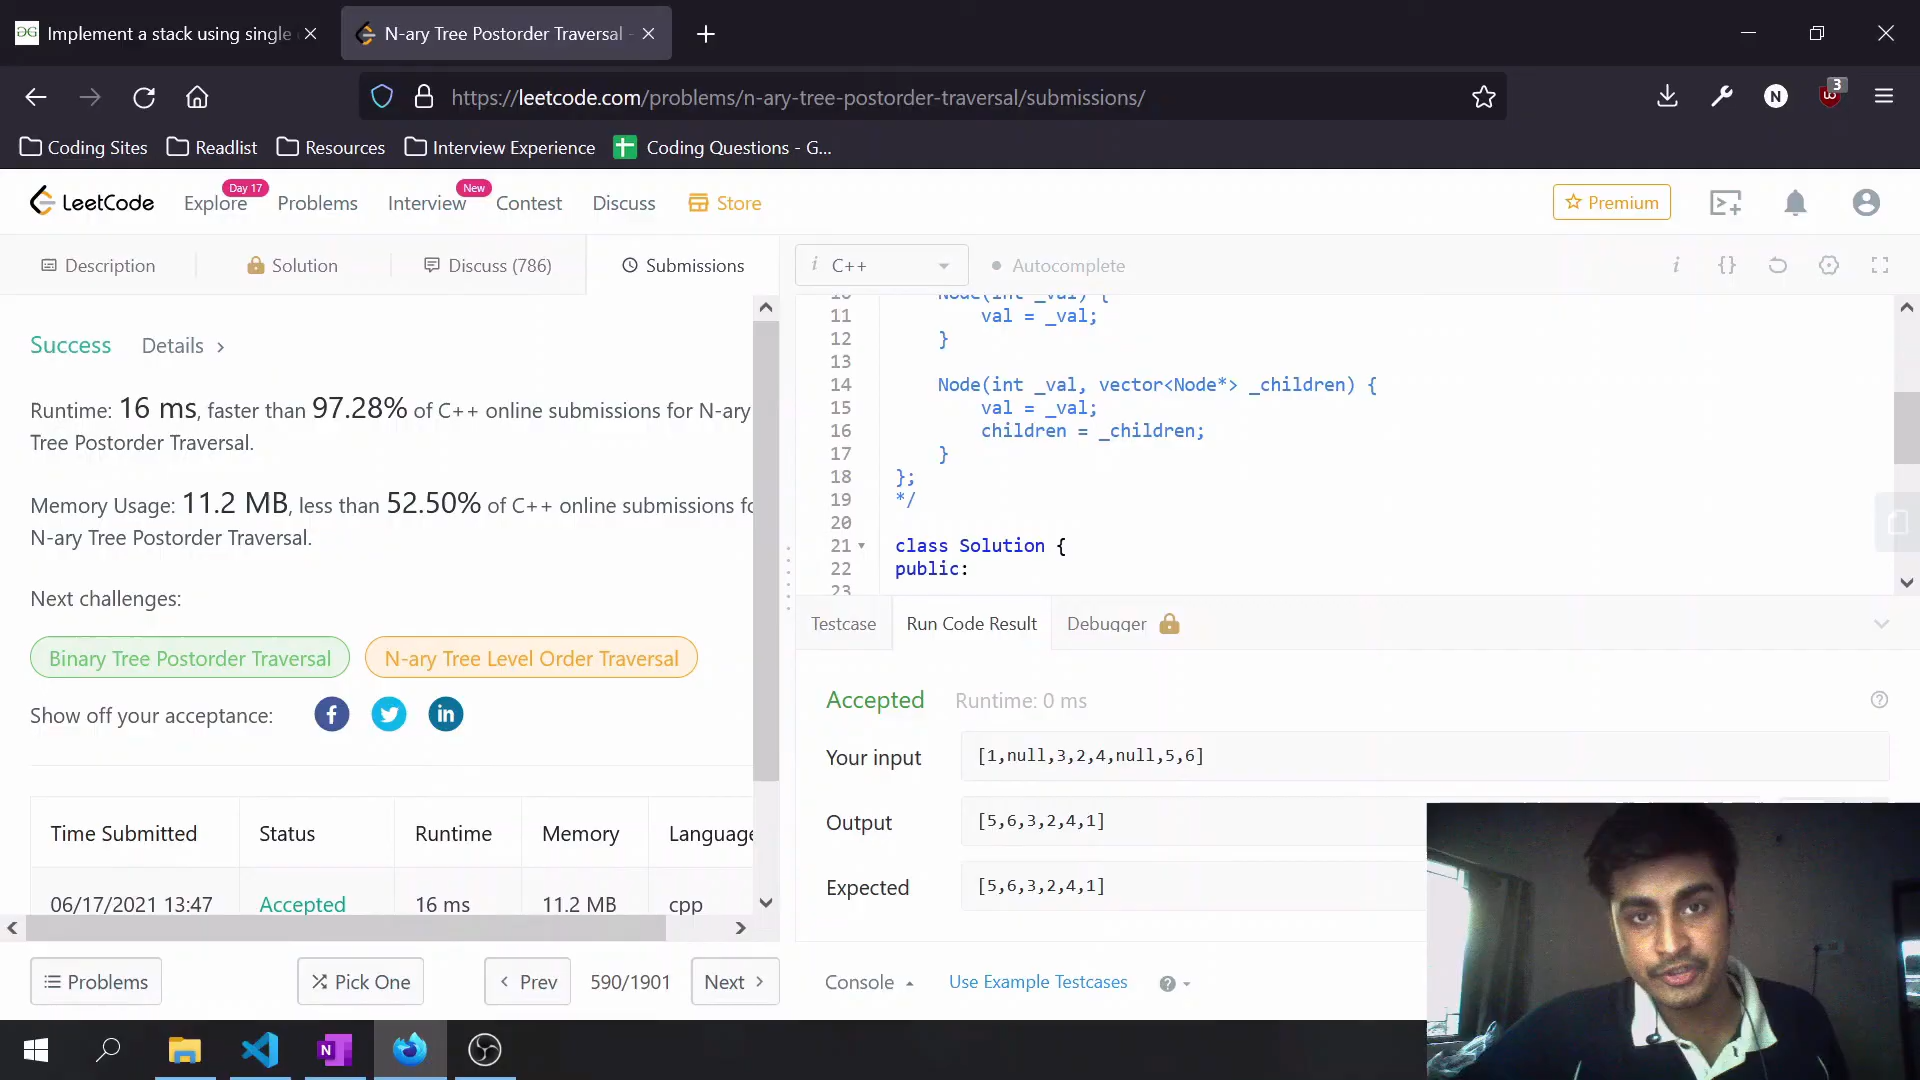 Implement a stack using single
N-ary Tree Postorder Traversal -
https://leetcode.com/problems/n-ary-tree-postorder-traversal/submissions/
N
3
Coding Sites
Readlist
Resources
Interview Experience
Coding Questions - G...
LeetCode
Explore
Day 17
Problems
Interview
New
Contest
Discuss
Store
Premium
Description
Solution
Discuss (786)
Submissions
i C++
Autocomplete
i
{}
Success
Details
Runtime: 16 ms, faster than 97.28% of C++ online submissions for N-ary
Tree Postorder Traversal.
Memory Usage: 11.2 MB, less than 52.50% of C++ online submissions fo
N-ary Tree Postorder Traversal.
Next challenges:
Binary Tree Postorder Traversal
N-ary Tree Level Order Traversal
Show off your acceptance:
Time Submitted Status Runtime Memory Language
06/17/2021 13:47 Accepted 16 ms 11.2 MB cpp
Problems
Pick One
Prev
590/1901
Next
10 Node(int _val) {
11 val = _val;
12 }
13
14 Node(int _val, vector<Node*> _children) {
15 val = _val;
16 children = _children;
17 }
18 };
19 */
20
21 class Solution {
22 public:
23
Testcase
Run Code Result
Debugger
Accepted
Runtime: 0 ms
Your input
[1,null,3,2,4,null,5,6]
Output
[5,6,3,2,4,1]
Expected
[5,6,3,2,4,1]
Console
Use Example Testcases